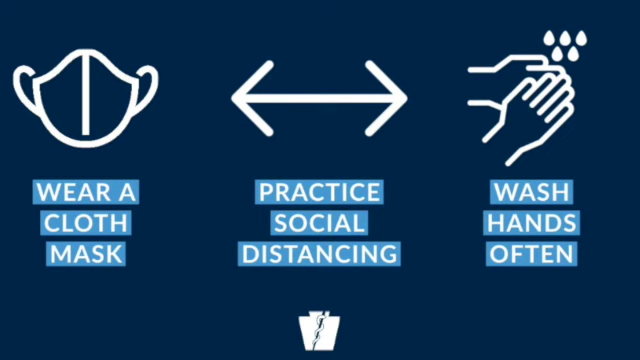 WEAR A
CLOTH
MASK
PRACTICE
SOCIAL
DISTANCING
WASH
HANDS
OFTEN